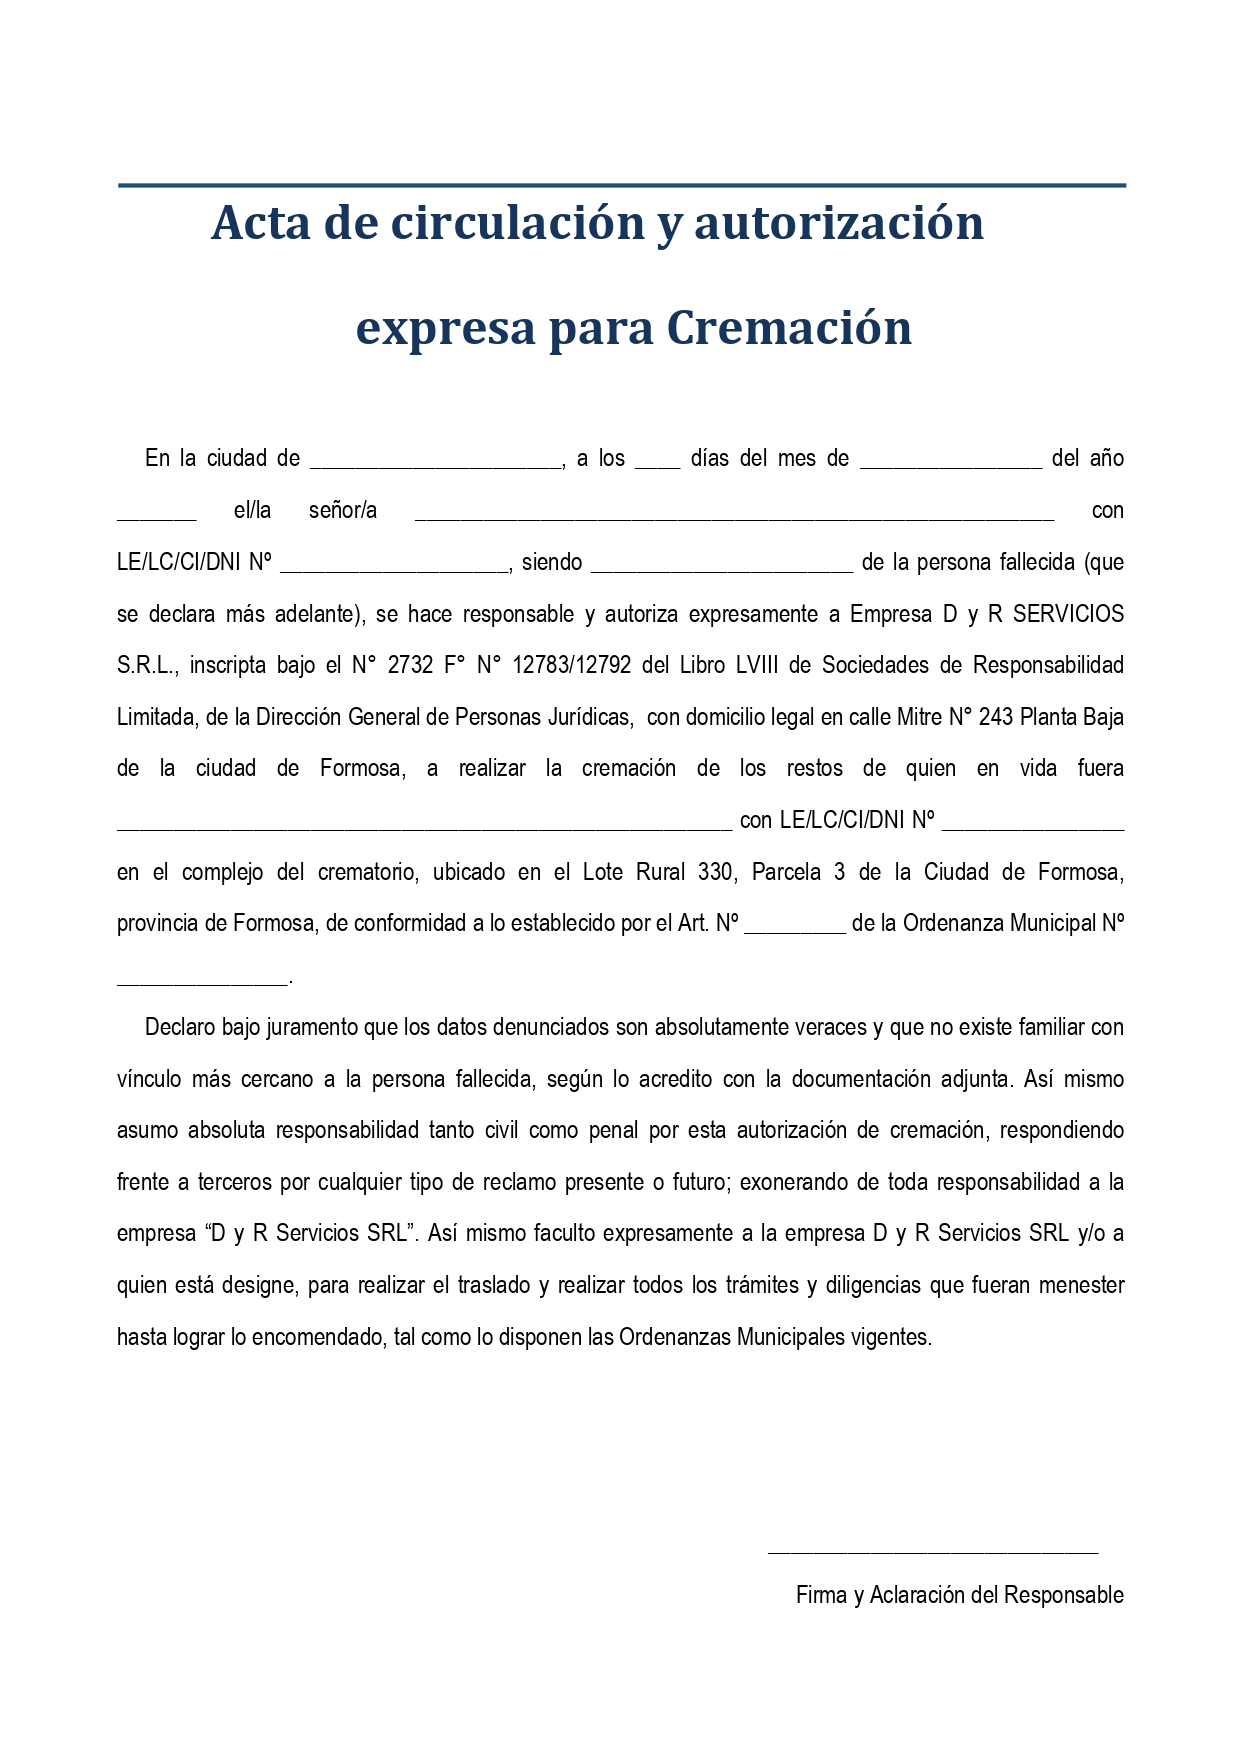 Acta de circulación y autorización
expresa para Cremación
En la ciudad de ______________________, a los ____ días del mes de ________________ del año
_______ el/la señor/a ________________________________________________________ con
LE/LC/CI/DNI Nº ____________________, siendo _______________________ de la persona fallecida (que
se declara más adelante), se hace responsable y autoriza expresamente a Empresa D y R SERVICIOS
S.R.L., inscripta bajo el N° 2732 F° N° 12783/12792 del Libro LVIII de Sociedades de Responsabilidad
Limitada, de la Dirección General de Personas Jurídicas, con domicilio legal en calle Mitre N° 243 Planta Baja
de la ciudad de Formosa, a realizar la cremación de los restos de quien en vida fuera
______________________________________________________ con LE/LC/CI/DNI Nº ________________
en el complejo del crematorio, ubicado en el Lote Rural 330, Parcela 3 de la Ciudad de Formosa,
provincia de Formosa, de conformidad a lo establecido por el Art. Nº _________ de la Ordenanza Municipal Nº
_______________.
Declaro bajo juramento que los datos denunciados son absolutamente veraces y que no existe familiar con
vínculo más cercano a la persona fallecida, según lo acredito con la documentación adjunta. Así mismo
asumo absoluta responsabilidad tanto civil como penal por esta autorización de cremación, respondiendo
frente a terceros por cualquier tipo de reclamo presente o futuro; exonerando de toda responsabilidad a la
empresa “D y R Servicios SRL”. Así mismo faculto expresamente a la empresa D y R Servicios SRL y/o a
quien está designe, para realizar el traslado y realizar todos los trámites y diligencias que fueran menester
hasta lograr lo encomendado, tal como lo disponen las Ordenanzas Municipales vigentes.
_____________________________
Firma y Aclaración del Responsable